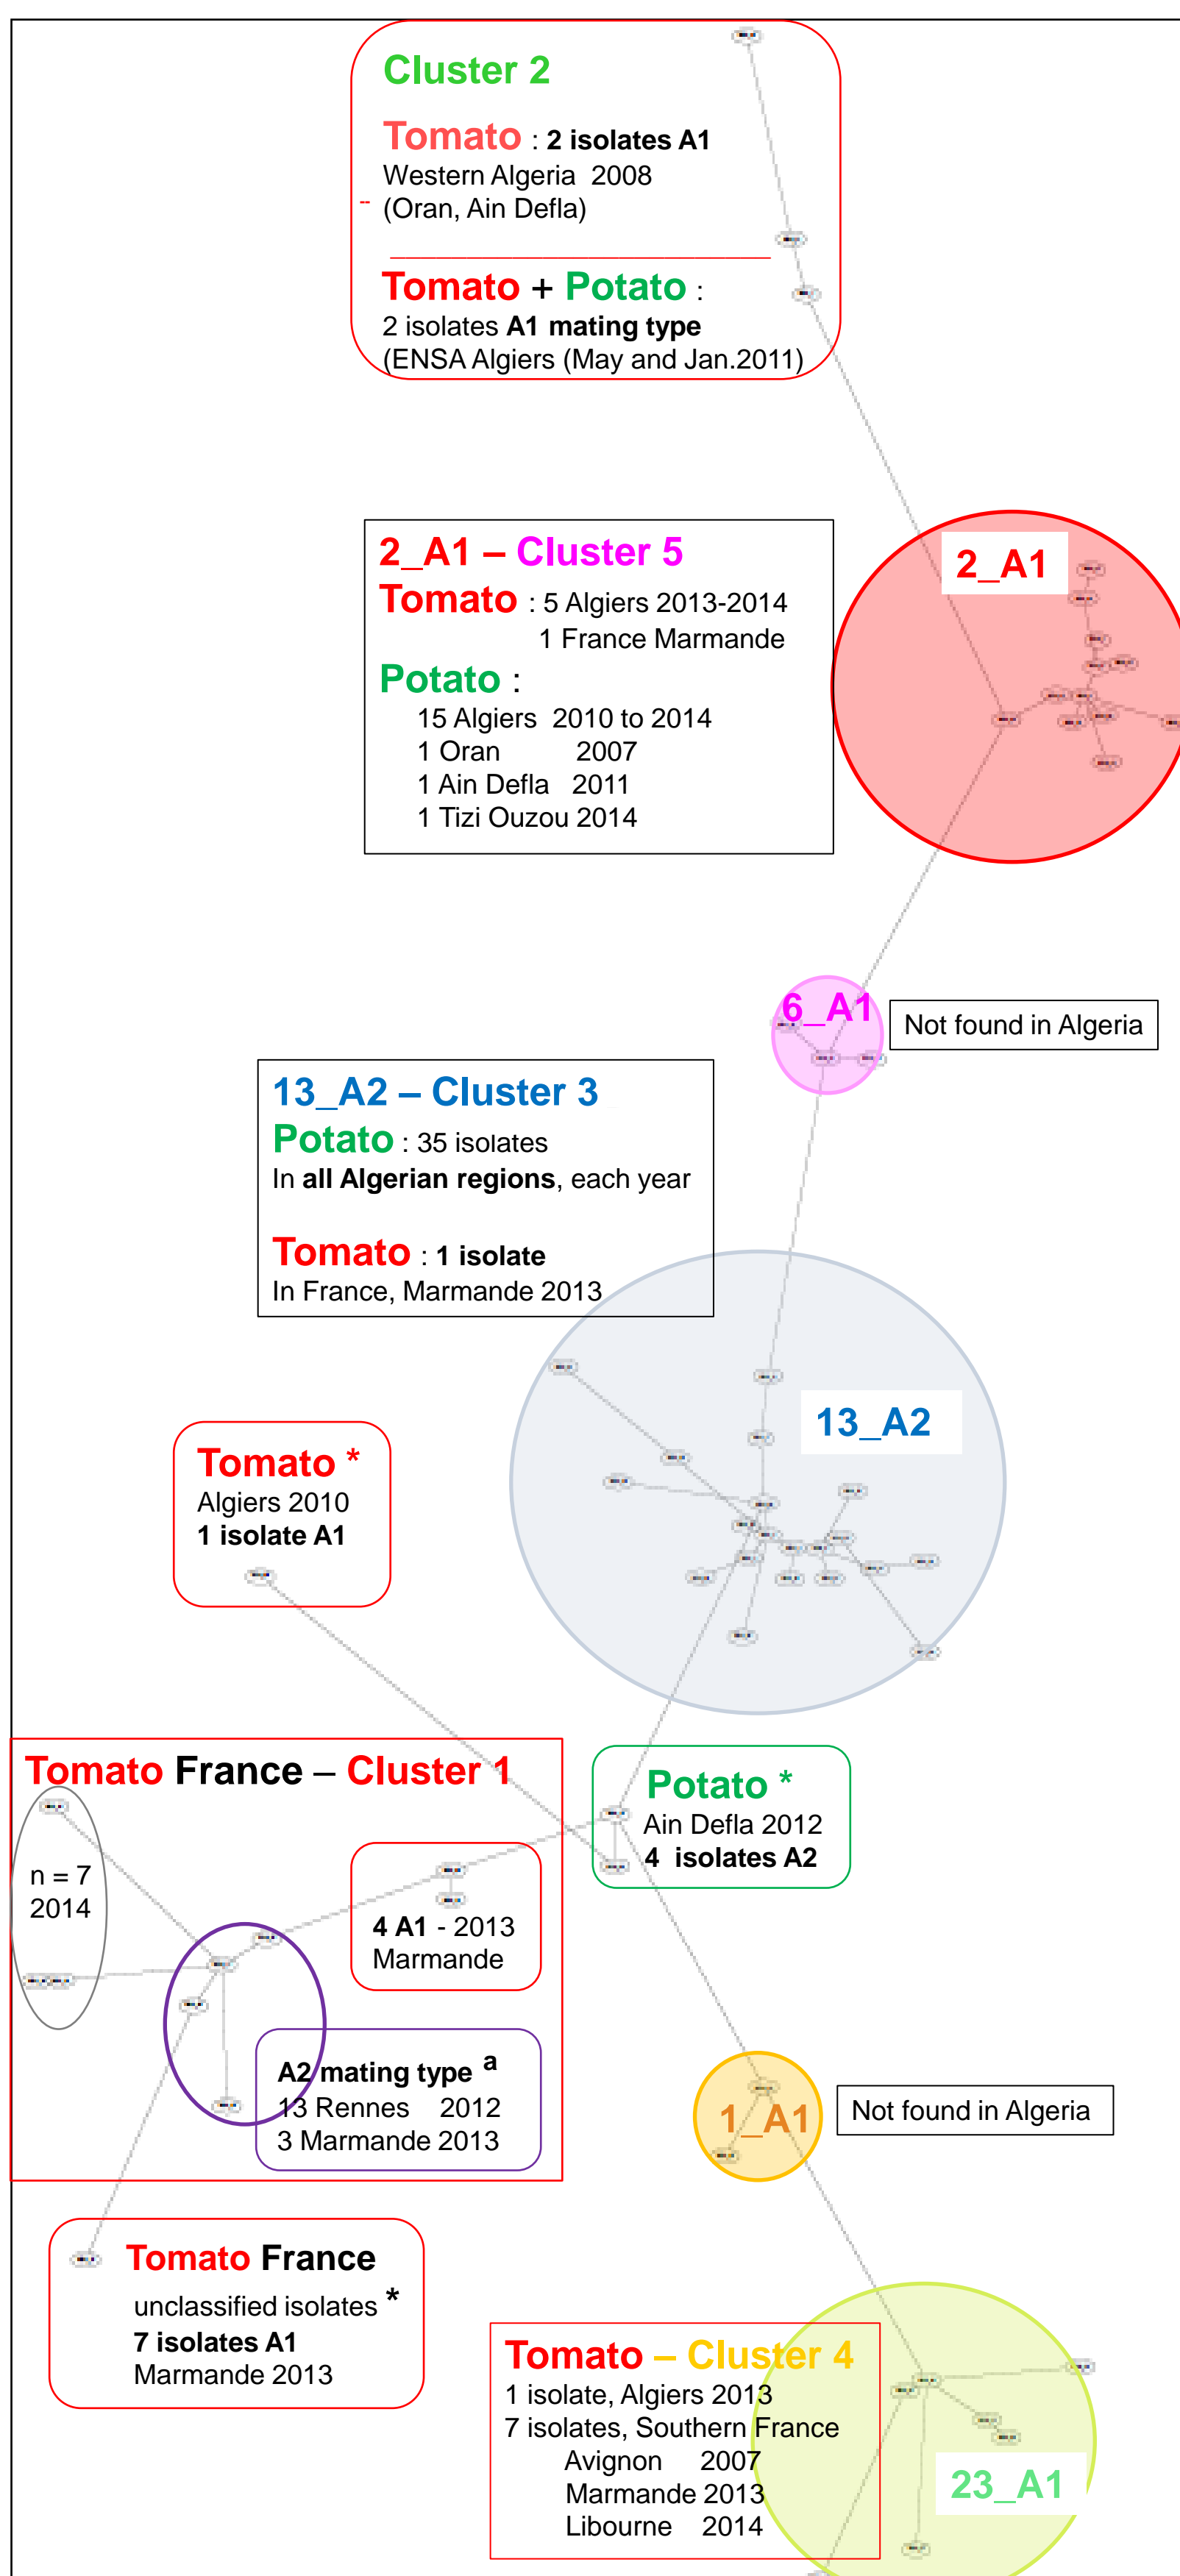 Cluster 2
Tomato : 2 isolates A1
Western Algeria 2008
-- (Oran, Ain Defla)
Tomato + Potato :
2 isolates A1 mating type
(ENSA Algiers (May and Jan.2011)
2_A1 – Cluster 5
Tomato : 5 Algiers 2013-2014
1 France Marmande
Potato :
15 Algiers 2010 to 2014
1 Oran 2007
1 Ain Defla 2011
1 Tizi Ouzou 2014
2_A1
6_A1
Not found in Algeria
13_A2 – Cluster 3
Potato : 35 isolates
In all Algerian regions, each year
Tomato : 1 isolate
In France, Marmande 2013
13_A2
Tomato *
Algiers 2010
1 isolate A1
Tomato France – Cluster 1
n = 7
2014
4 A1 - 2013
Marmande
A2 mating type a
13 Rennes 2012
3 Marmande 2013
Potato *
Ain Defla 2012
4 isolates A2
1_A1
Not found in Algeria
Tomato France
unclassified isolates *
7 isolates A1
Marmande 2013
Tomato – Cluster 4
1 isolate, Algiers 2013
7 isolates, Southern France
Avignon 2007
Marmande 2013
Libourne 2014
23_A1